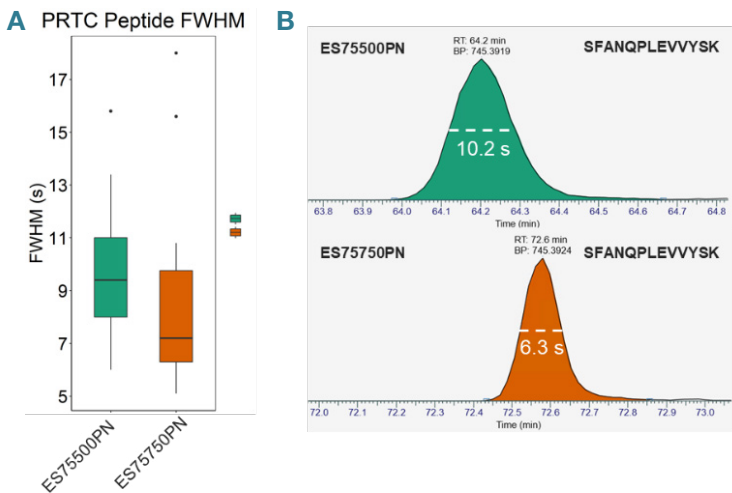 A
PRTC Peptide FWHM
FWHM (s)
17
15
13
11
9
7
5
ES75500PN
ES75750PN
B
ES75500PN
RT: 64.2 min
BP: 745.3919
SFANQPLEVVYSK
10.2 s
63.8 63.9 64.0 64.1 64.2 64.3 64.4 64.5 64.6 64.7 64.8
Time (min)
ES75750PN
RT: 72.6 min
BP: 745.3924
SFANQPLEVVYSK
6.3 s
72.0 72.1 72.2 72.3 72.4 72.5 72.6 72.7 72.8 72.9 73.0
Time (min)